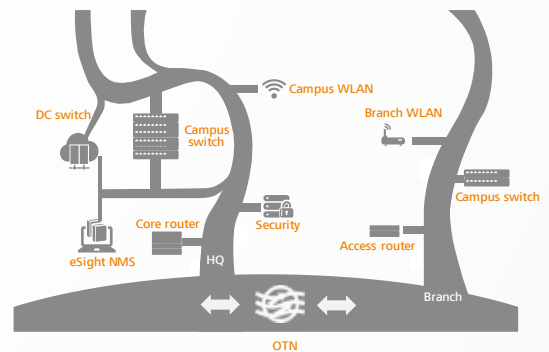 Campus WLAN
DC switch
Branch WLAN
Campus
switch
Campus switch
Core router
Security
Access router
eSight NMS
HQ
Branch
OTN